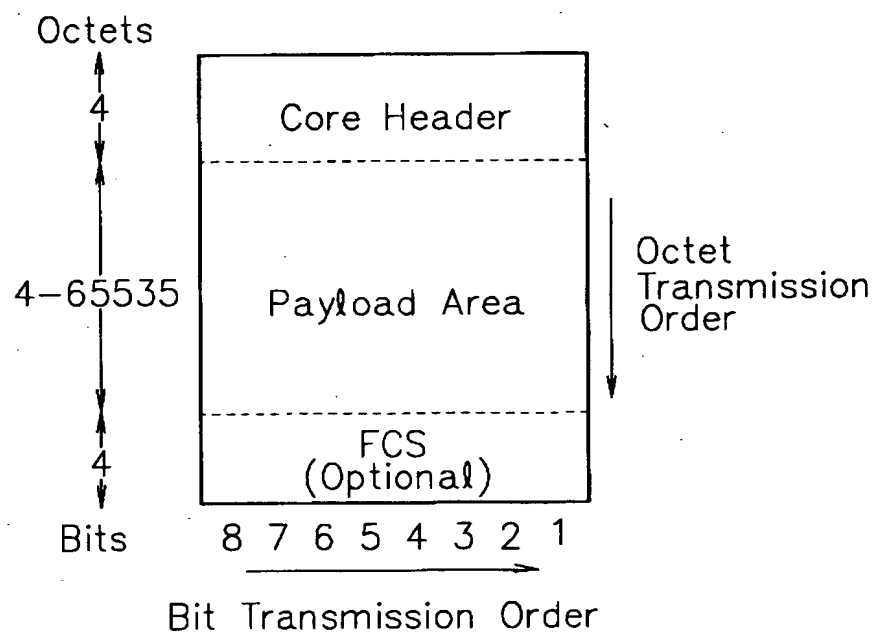 Octets
4
Core Header
4-65535
Payload Area
Octet
Transmission
Order
4
FCS
(Optional)
Bits
8 7 6 5 4 3 2 1
Bit Transmission Order